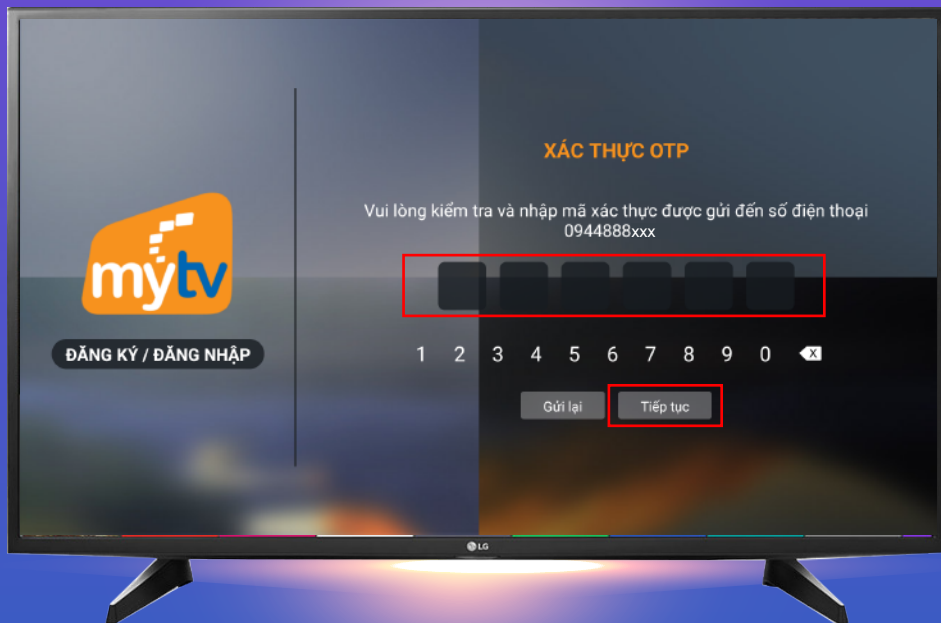 XÁC THỰC OTP
Vui lòng kiểm tra và nhập mã xác thực được gửi đến số điện thoại
0944888xxx
mytv
ĐĂNG KÝ / ĐĂNG NHẬP
1 2 3 4 5 6 7 8 9 0 X
Gửi lại Tiếp tục
LG